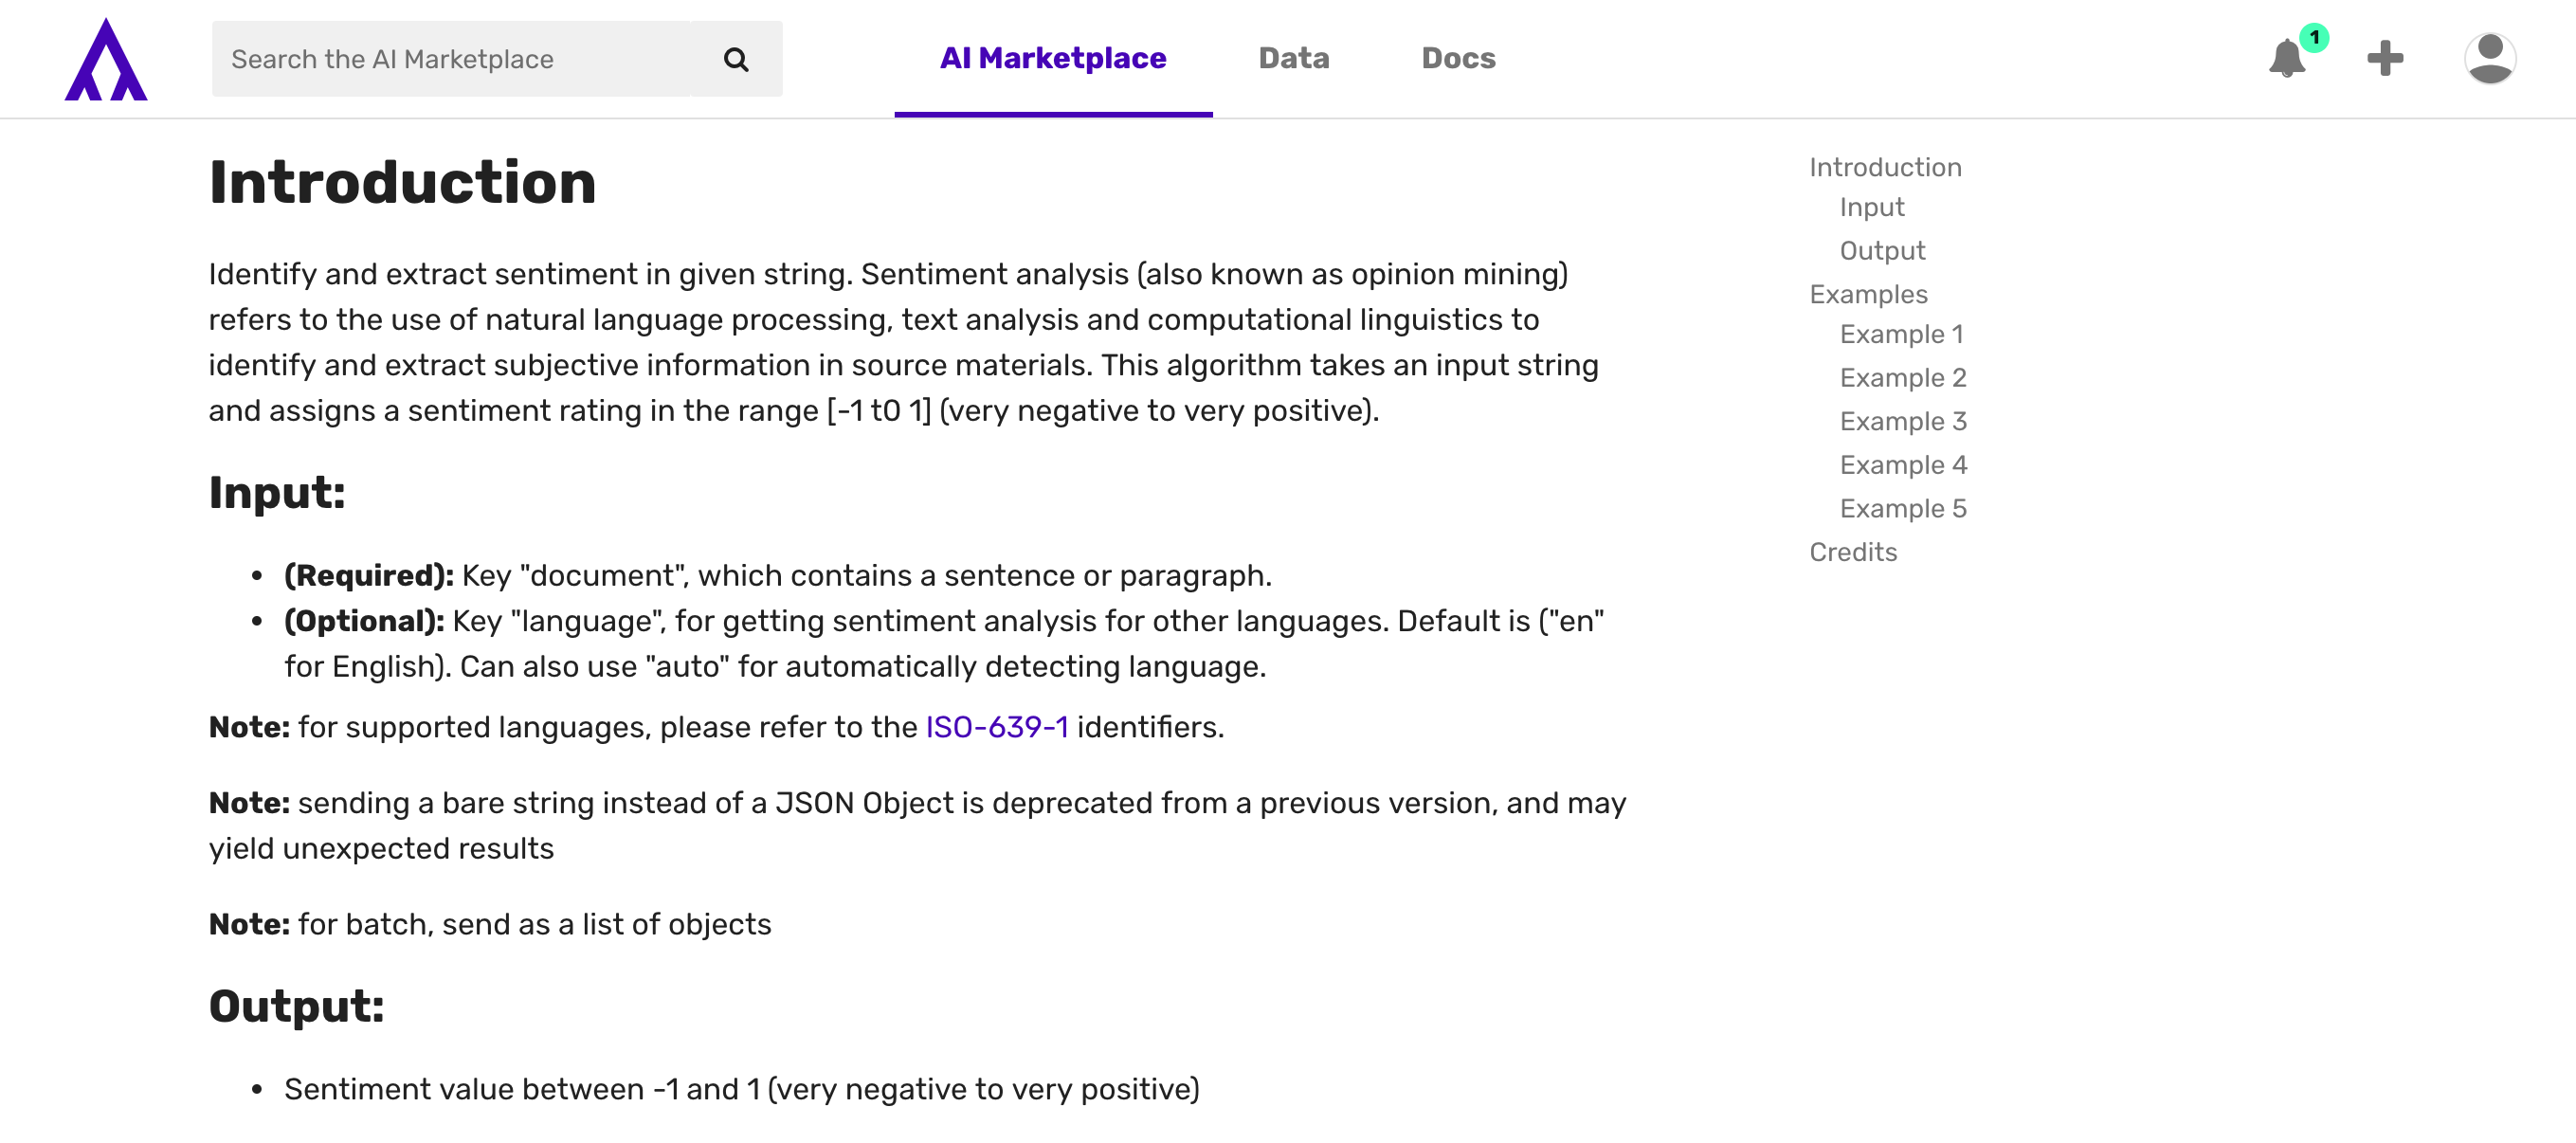 Search the AI Marketplace
AI Marketplace
Data
Docs
1
Introduction
Identify and extract sentiment in given string. Sentiment analysis (also known as opinion mining)
refers to the use of natural language processing, text analysis and computational linguistics to
identify and extract subjective information in source materials. This algorithm takes an input string
and assigns a sentiment rating in the range [-1 tO 1] (very negative to very positive).
Input:
• (Required): Key "document", which contains a sentence or paragraph.
• (Optional): Key "language", for getting sentiment analysis for other languages. Default is ("en"
for English). Can also use "auto" for automatically detecting language.
Note: for supported languages, please refer to the ISO-639-1 identifiers.
Note: sending a bare string instead of a JSON Object is deprecated from a previous version, and may
yield unexpected results
Note: for batch, send as a list of objects
Output:
• Sentiment value between -1 and 1 (very negative to very positive)
Introduction
Input
Output
Examples
Example 1
Example 2
Example 3
Example 4
Example 5
Credits